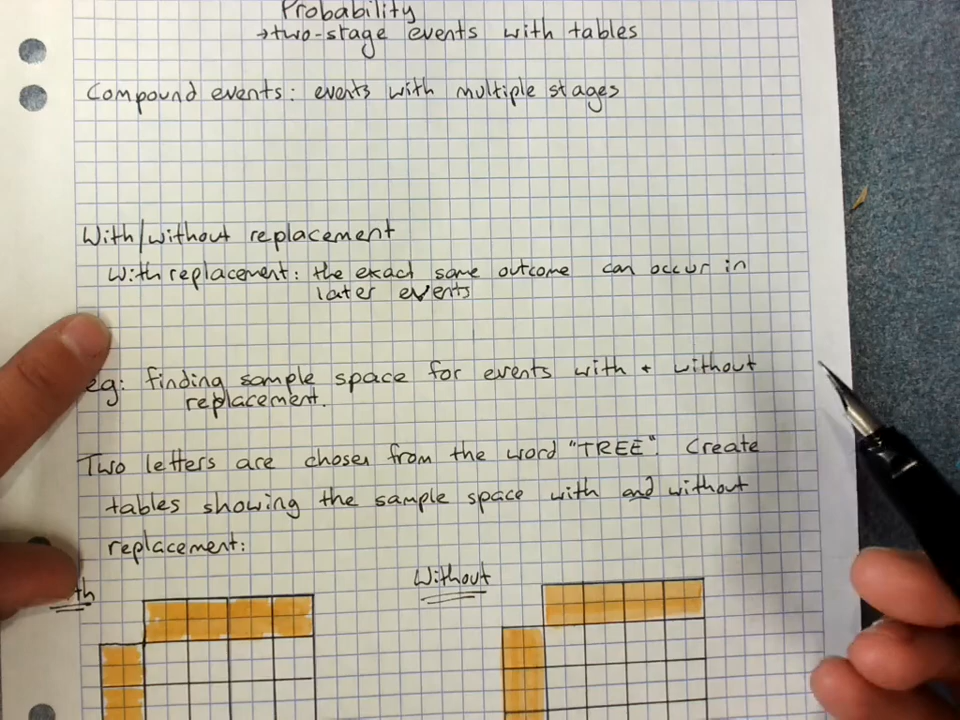 Probability
→two-stage events with tables
Compound events: events with multiple stages
With/without replacement
With replacement: the exact same outcome can occur in
later events
eg: finding sample space for events with + without
replacement.
Two letters are chosen from the word "TREE". Create
tables showing the sample space with and without
replacement:
Without